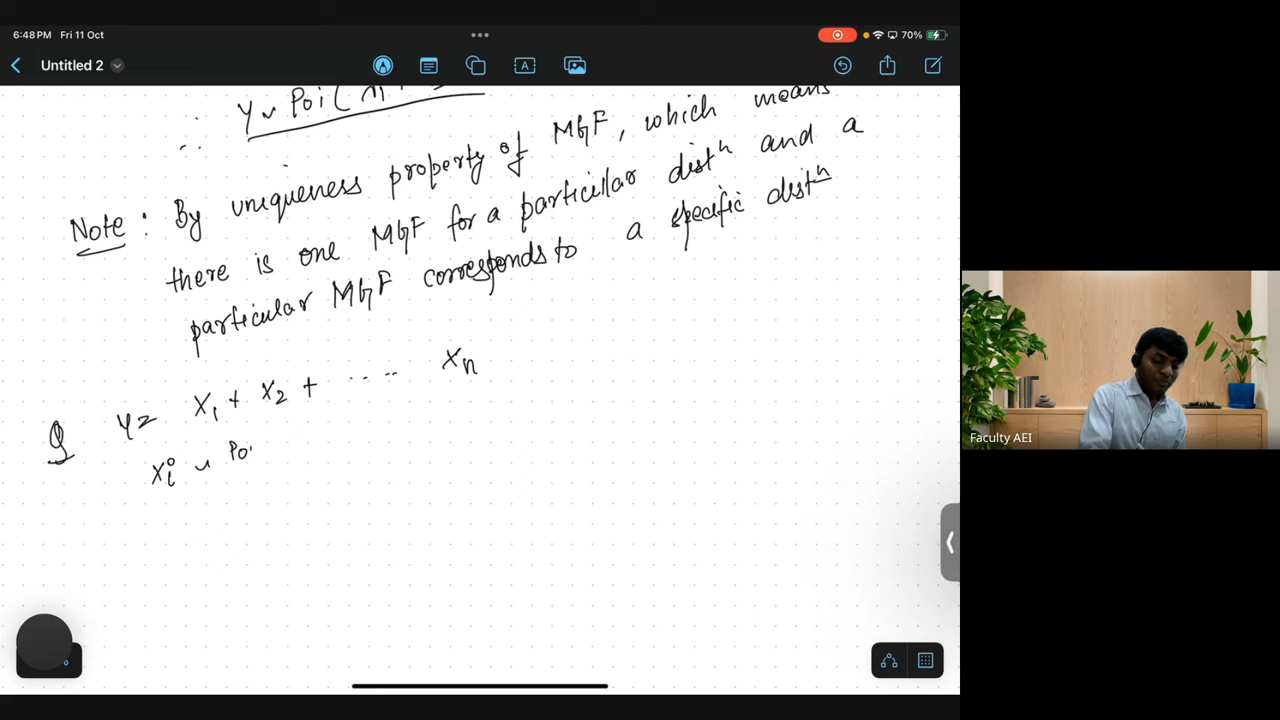 6:48 PM Fri 11 Oct
70%
Untitled 2
∴ Y ~ Poi(
Note: By uniqueness property of MGF, which means
there is one MGF for a particular distⁿ and a
particular MGF corresponds to a specific distⁿ
Q Y = X₁ + X₂ + ...... Xₙ
Xᵢ ~ Poi
Faculty AEI